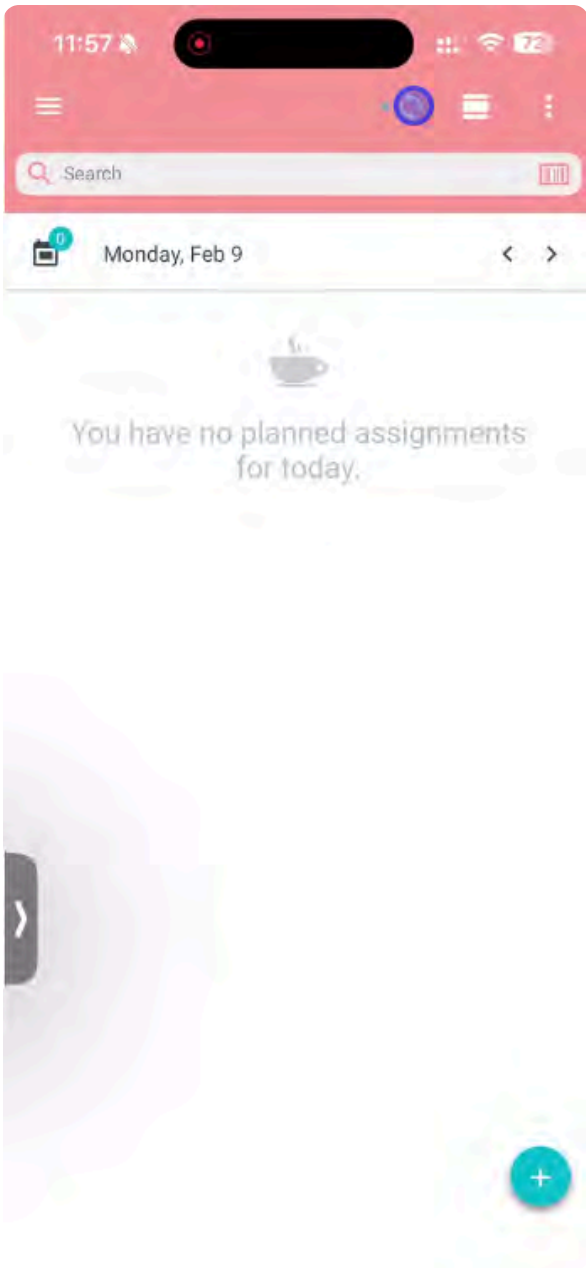 11:57
72
Search
0
Monday, Feb 9
You have no planned assignments
for today.